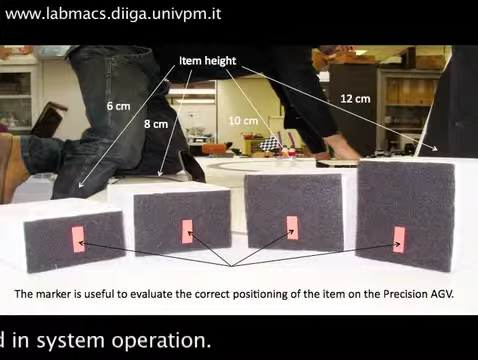 www.labmacs.diiga.univpm.it
Item height
6 cm
8 cm
10 cm
12 cm
The marker is useful to evaluate the correct positioning of the item on the Precision AGV.
d in system operation.